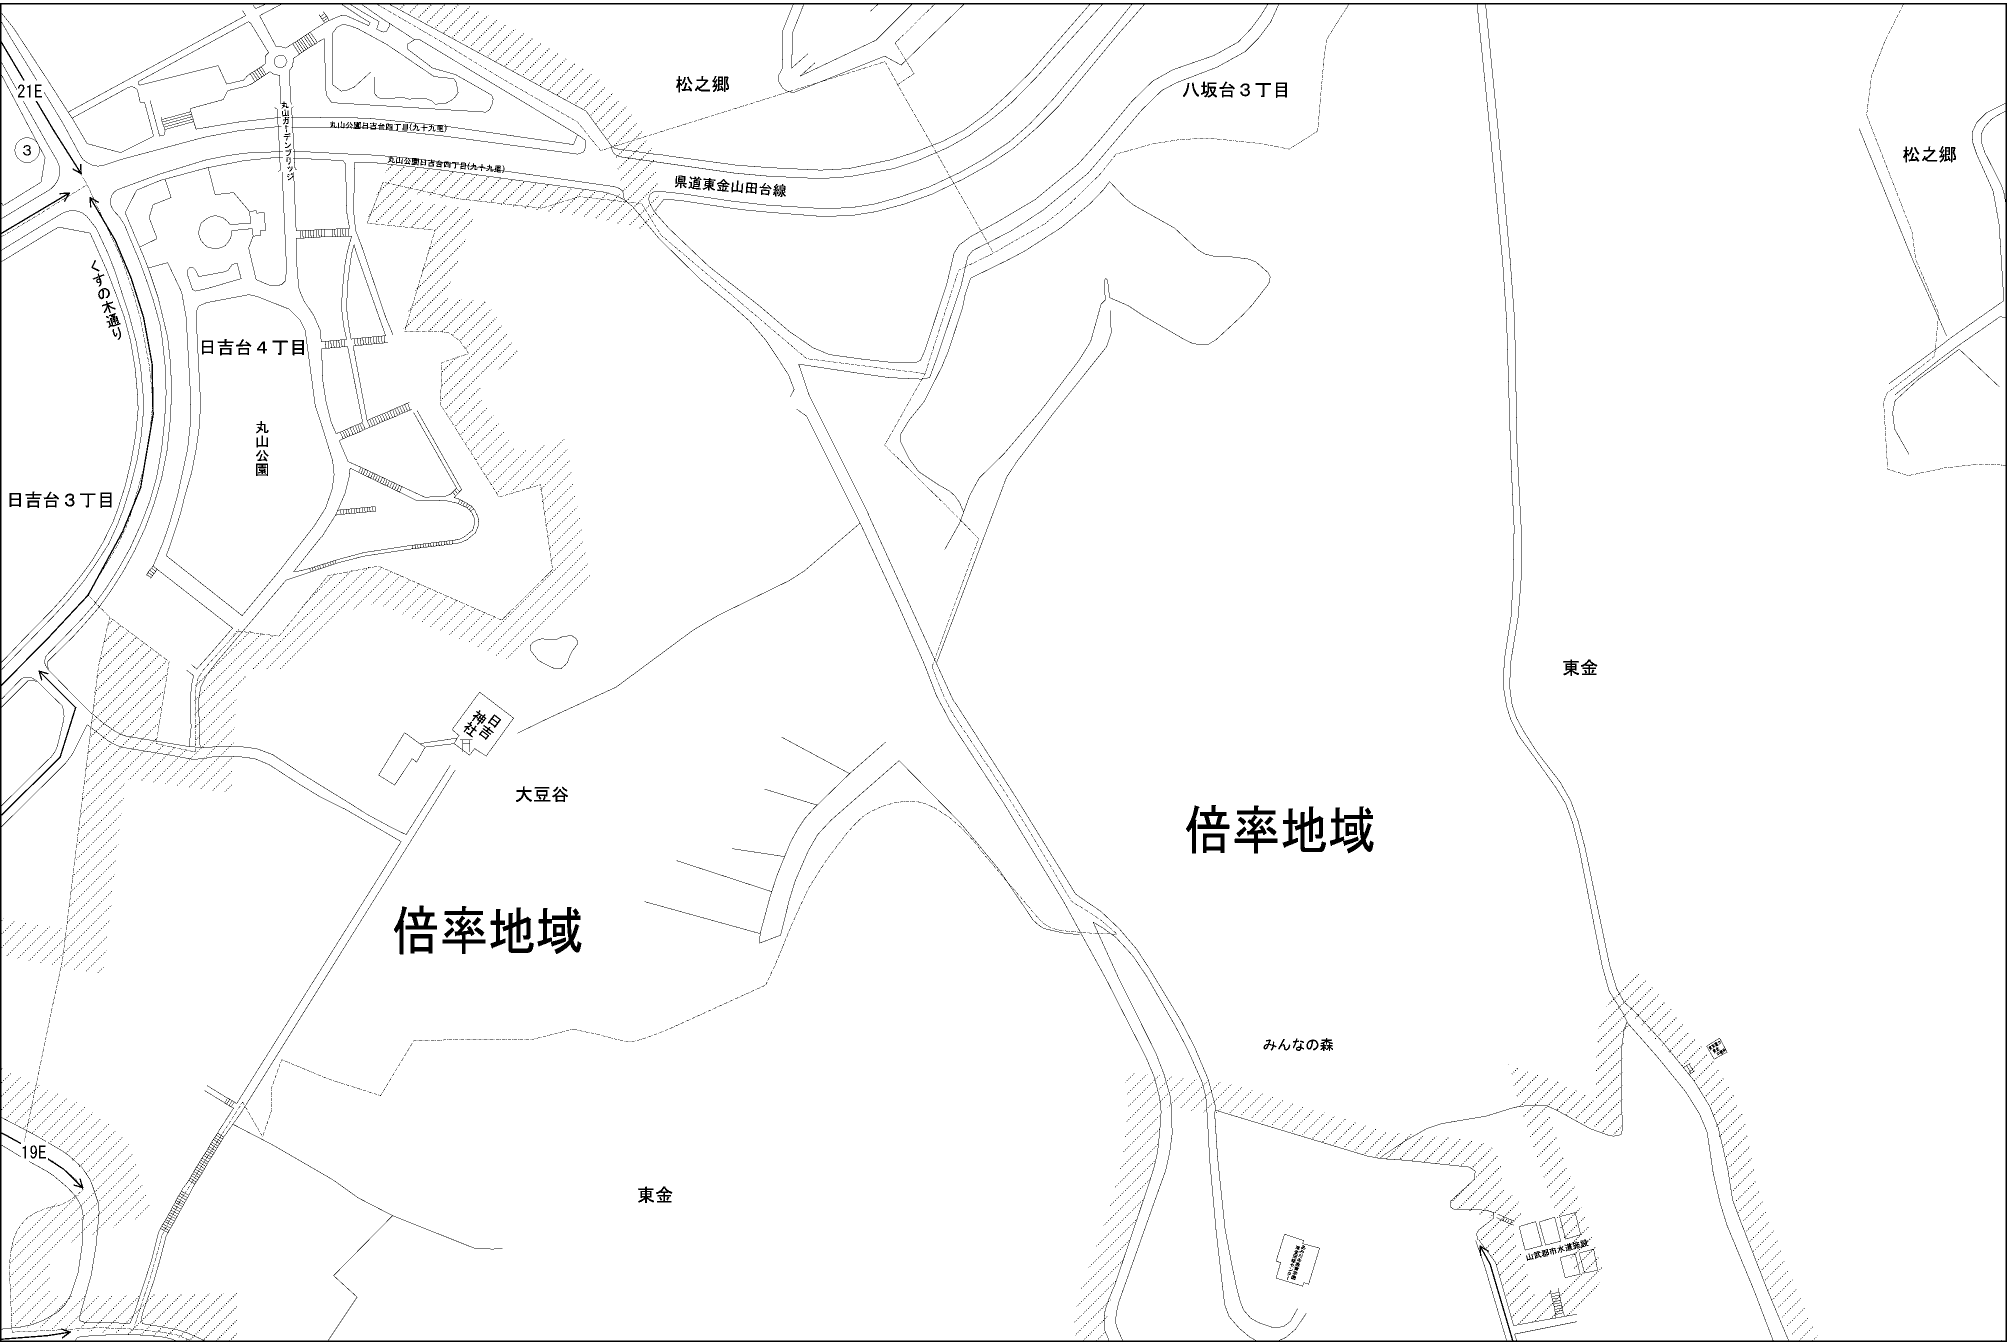 松之郷
八坂台３丁目
21E
丸山ガーデンブリッジ
丸山公園日吉台四丁目(九十九里)
3
丸山公園日吉台四丁目(九十九里)
県道東金山田台線
松之郷
くすの木通り
日吉台４丁目
丸山公園
日吉台３丁目
東金
日吉
神社
大豆谷
倍率地域
倍率地域
みんなの森
19E
東金
山武郡市水道施設